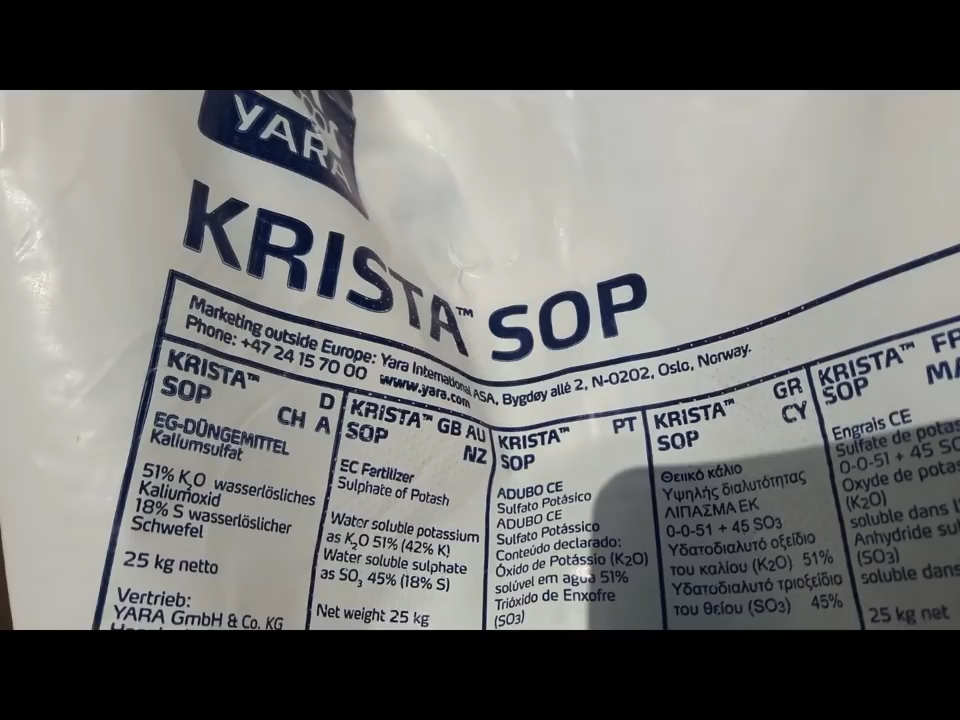 YARA
KRISTA™ SOP
Marketing outside Europe: Yara International ASA, Bygdøy allé 2, N-0202, Oslo, Norway.
Phone: +47 24 15 70 00 www.yara.com
KRISTA™ D
SOP CH A
EG-DÜNGEMITTEL
Kaliumsulfat
51% K₂O wasserlösliches
Kaliumoxid
18% S wasserlöslicher
Schwefel
25 kg netto
Vertrieb:
YARA GmbH & Co. KG
KRISTA™ GB AU
SOP NZ
EC Fertilizer
Sulphate of Potash
Water soluble potassium
as K₂O 51% (42% K)
Water soluble sulphate
as SO₃ 45% (18% S)
Net weight 25 kg
KRISTA™ PT
SOP
ADUBO CE
Sulfato Potásico
ADUBO CE
Sulfato Potássico
Conteúdo declarado:
Óxido de Potássio (K2O)
solúvel em agua 51%
Trióxido de Enxofre
(SO3)
KRISTA™ GR
SOP CY
Θειικό κάλιο
Υψηλής διαλυτότητας
ΛΙΠΑΣΜΑ ΕΚ
0-0-51 + 45 SO3
Υδατοδιαλυτό οξείδιο
του καλίου (K2O) 51%
Υδατοδιαλυτό τριοξείδιο
του θείου (SO3) 45%
KRISTA™ FR
SOP MA
Engrais CE
Sulfate de potas
0-0-51 + 45 SO
Oxyde de potas
(K2O)
soluble dans l'
Anhydride sul
(SO3)
soluble dans
25 kg net